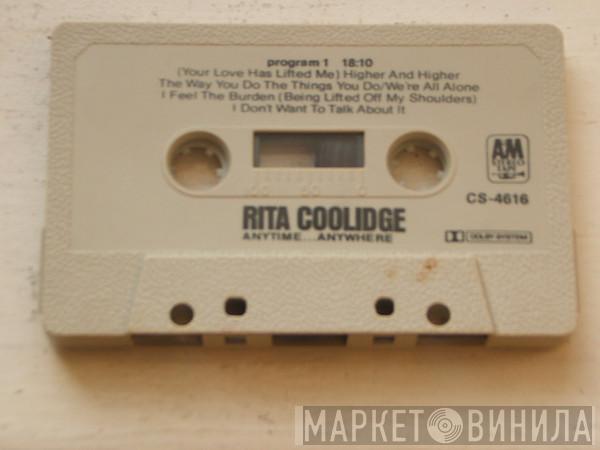 program 1 18:10
(Your Love Has Lifted Me) Higher And Higher
The Way You Do The Things You Do/We're All Alone
I Feel The Burden (Being Lifted Off My Shoulders)
I Don't Want To Talk About It
A&M
STEREO
TAPE
CS-4616
RITA COOLIDGE
ANYTIME...ANYWHERE
DOLBY SYSTEM
МАРКЕТ ВИНИЛА